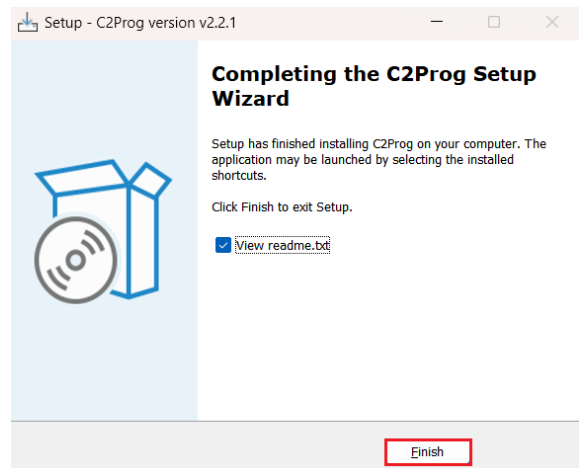 Setup - C2Prog version v2.2.1
Completing the C2Prog Setup
Wizard
Setup has finished installing C2Prog on your computer. The
application may be launched by selecting the installed
shortcuts.
Click Finish to exit Setup.
View readme.txt
Finish